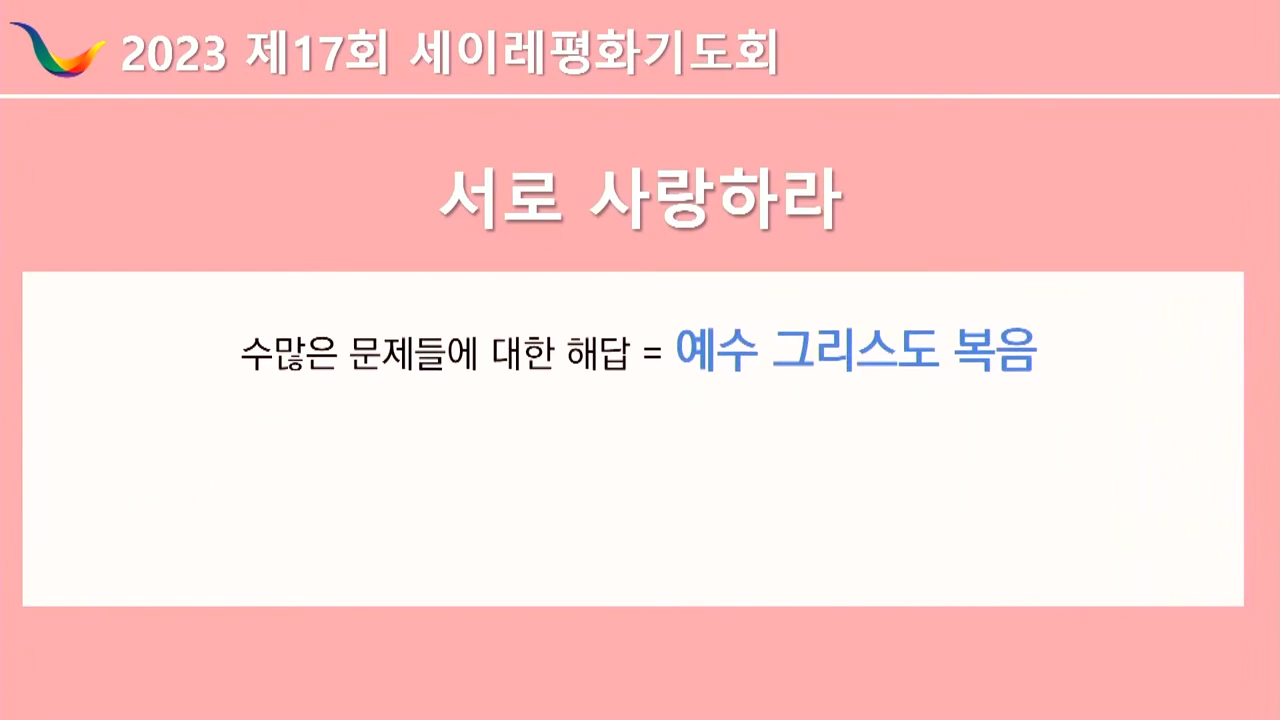 2023 제17회 세이레평화기도회
서로 사랑하라
수많은 문제들에 대한 해답 = 예수 그리스도 복음